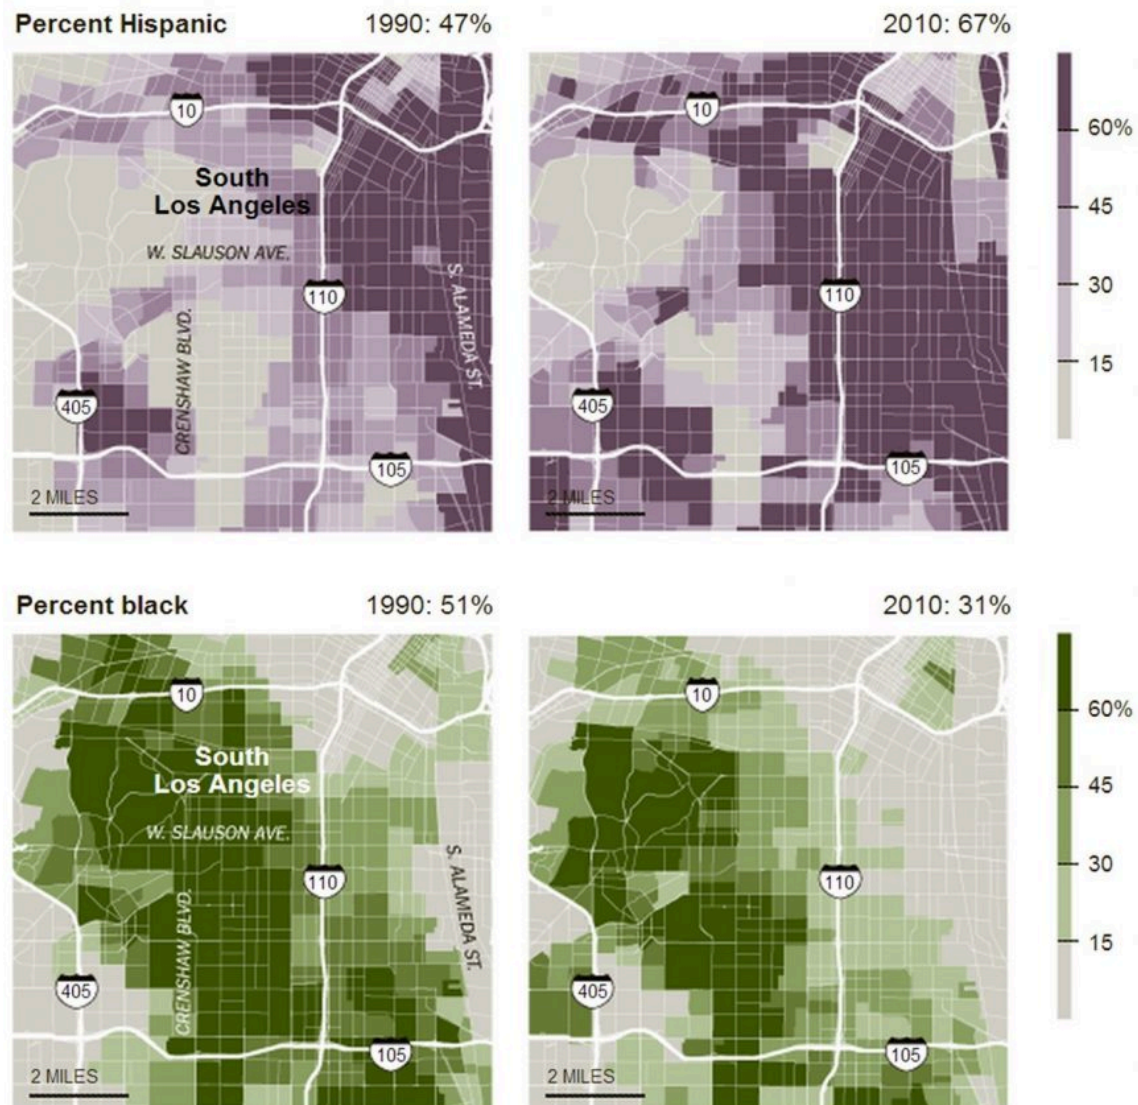 Percent Hispanic 1990: 47% 2010: 67%
10
10
60%
South
Los Angeles
45
W. SLAUSON AVE.
110
110
30
S. ALAMEDA ST.
CRENSHAW BLVD.
15
405
405
105
105
2 MILES
2 MILES
Percent black 1990: 51% 2010: 31%
10
10
60%
South
Los Angeles
45
W. SLAUSON AVE.
110
110
30
S. ALAMEDA ST.
CRENSHAW BLVD.
15
405
405
105
105
2 MILES
2 MILES